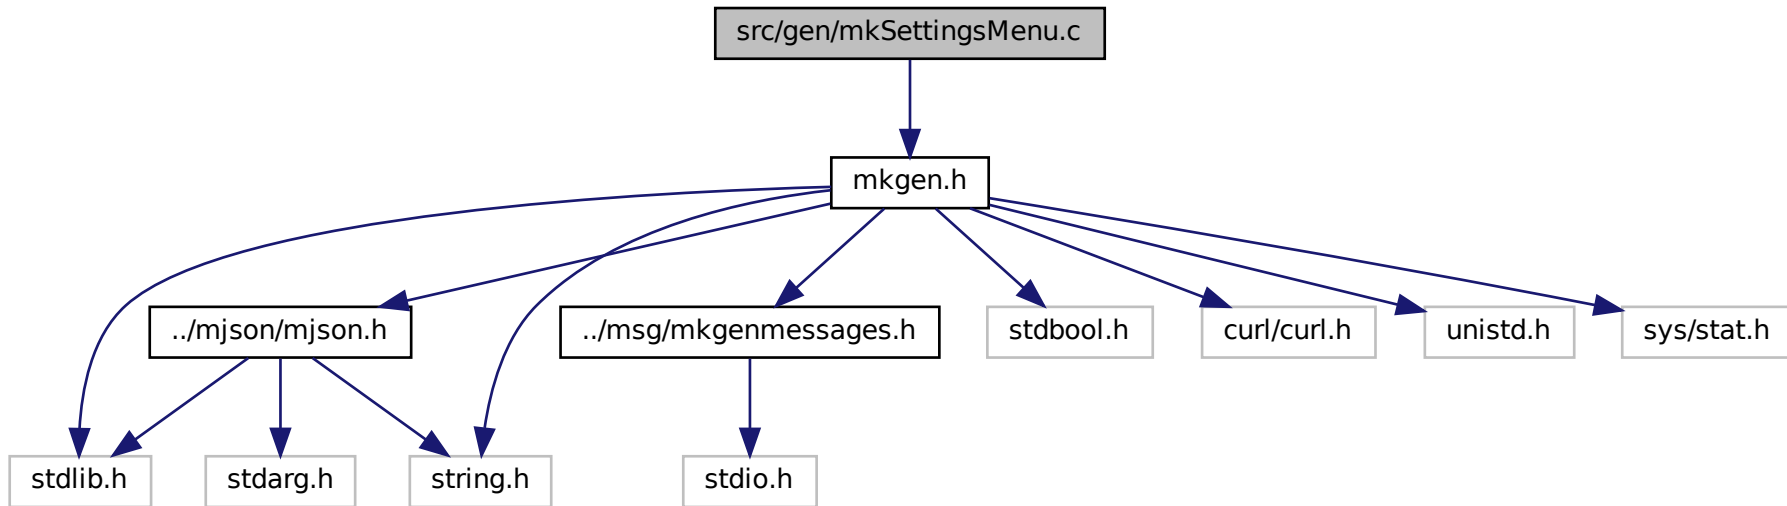 src/gen/mkSettingsMenu.c
mkgen.h
../mjson/mjson.h
../msg/mkgenmessages.h
stdbool.h
curl/curl.h
unistd.h
sys/stat.h
stdlib.h
stdarg.h
string.h
stdio.h